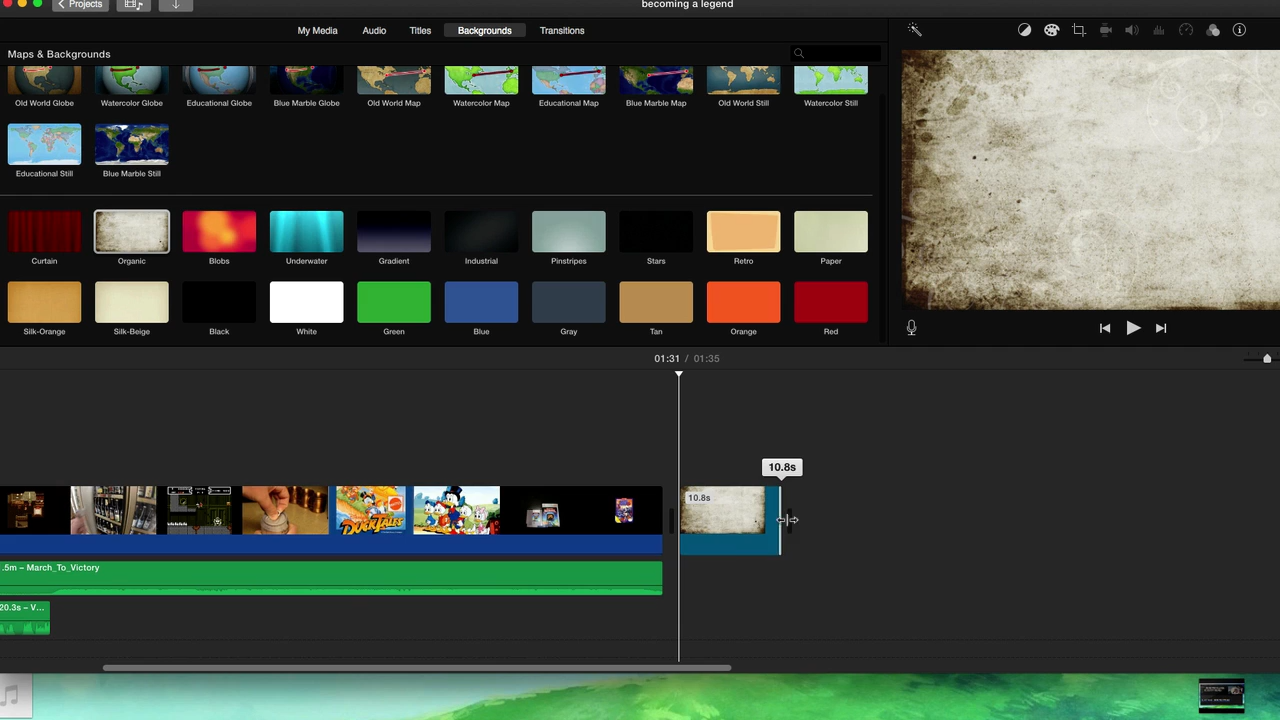 becoming a legend
Projects
My Media Audio Titles Backgrounds Transitions
Maps & Backgrounds
Old World Globe Watercolor Globe Educational Globe Blue Marble Globe Old World Map Watercolor Map Educational Map Blue Marble Map Old World Still Watercolor Still
Educational Still Blue Marble Still
Curtain Organic Blobs Underwater Gradient Industrial Pinstripes Stars Retro Paper
Silk-Orange Silk-Beige Black White Green Blue Gray Tan Orange Red
01:31 / 01:35
10.8s
10.8s
DUCKTALES
.5m – March_To_Victory
20.3s – V...